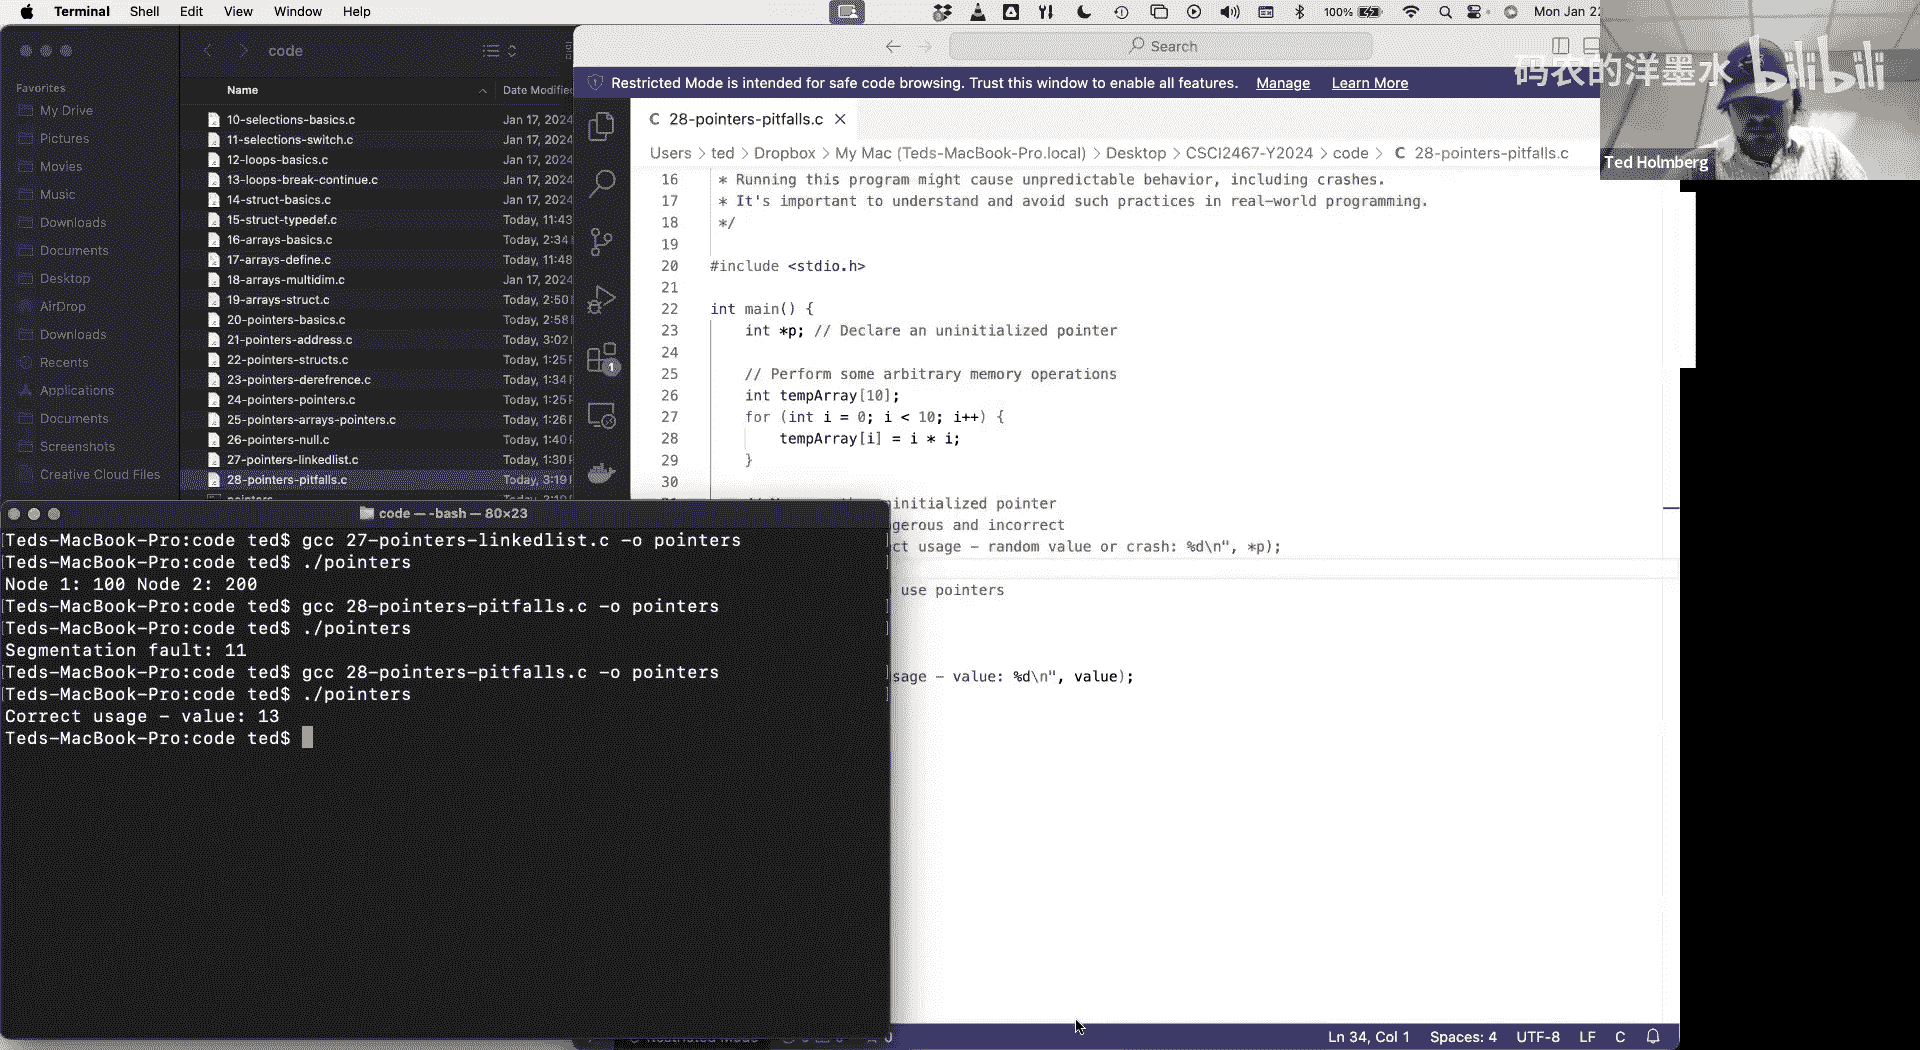 Terminal Shell Edit View Window Help
100%
Mon Jan 22
码农的洋墨水 bilibili
Ted Holmberg
code
Favorites
My Drive
Pictures
Movies
Music
Downloads
Documents
Desktop
AirDrop
Downloads
Recents
Applications
Documents
Screenshots
Creative Cloud Files
Name Date Modified
10-selections-basics.c Jan 17, 2024
11-selections-switch.c Jan 17, 2024
12-loops-basics.c Jan 17, 2024
13-loops-break-continue.c Jan 17, 2024
14-struct-basics.c Jan 17, 2024
15-struct-typedef.c Today, 11:43
16-arrays-basics.c Today, 2:34
17-arrays-define.c Today, 11:48
18-arrays-multidim.c Jan 17, 2024
19-arrays-struct.c Today, 2:50
20-pointers-basics.c Today, 2:58
21-pointers-address.c Today, 3:02
22-pointers-structs.c Today, 1:25
23-pointers-derefrence.c Today, 1:34
24-pointers-pointers.c Today, 1:25
25-pointers-arrays-pointers.c Today, 1:26
26-pointers-null.c Today, 1:40
27-pointers-linkedlist.c Today, 1:30
28-pointers-pitfalls.c Today, 3:19
Search
Restricted Mode is intended for safe code browsing. Trust this window to enable all features. Manage Learn More
C 28-pointers-pitfalls.c
Users > ted > Dropbox > My Mac (Teds-MacBook-Pro.local) > Desktop > CSCI2467-Y2024 > code > C 28-pointers-pitfalls.c
1
16 * Running this program might cause unpredictable behavior, including crashes.
17 * It's important to understand and avoid such practices in real-world programming.
18 */
19
20 #include <stdio.h>
21
22 int main() {
23 int *p; // Declare an uninitialized pointer
24
25 // Perform some arbitrary memory operations
26 int tempArray[10];
27 for (int i = 0; i < 10; i++) {
28 tempArray[i] = i * i;
29 }
30
initialized pointer
gerous and incorrect
ct usage - random value or crash: %d\n", *p);
use pointers
sage - value: %d\n", value);
code — -bash — 80×23
Teds-MacBook-Pro:code ted$ gcc 27-pointers-linkedlist.c -o pointers
Teds-MacBook-Pro:code ted$ ./pointers
Node 1: 100 Node 2: 200
Teds-MacBook-Pro:code ted$ gcc 28-pointers-pitfalls.c -o pointers
Teds-MacBook-Pro:code ted$ ./pointers
Segmentation fault: 11
Teds-MacBook-Pro:code ted$ gcc 28-pointers-pitfalls.c -o pointers
Teds-MacBook-Pro:code ted$ ./pointers
Correct usage - value: 13
Teds-MacBook-Pro:code ted$
Ln 34, Col 1 Spaces: 4 UTF-8 LF C